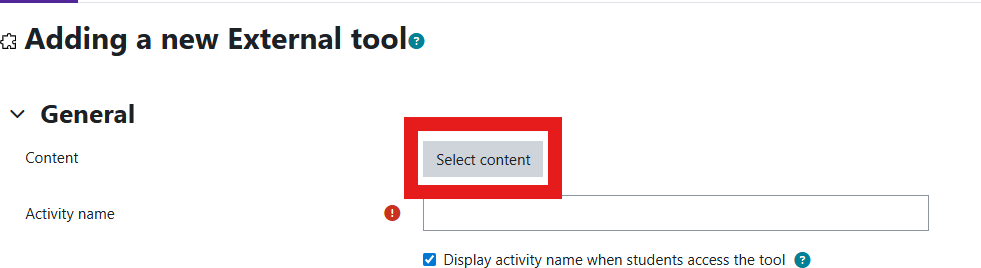 Adding a new External tool
General
Content
Select content
Activity name
Display activity name when students access the tool